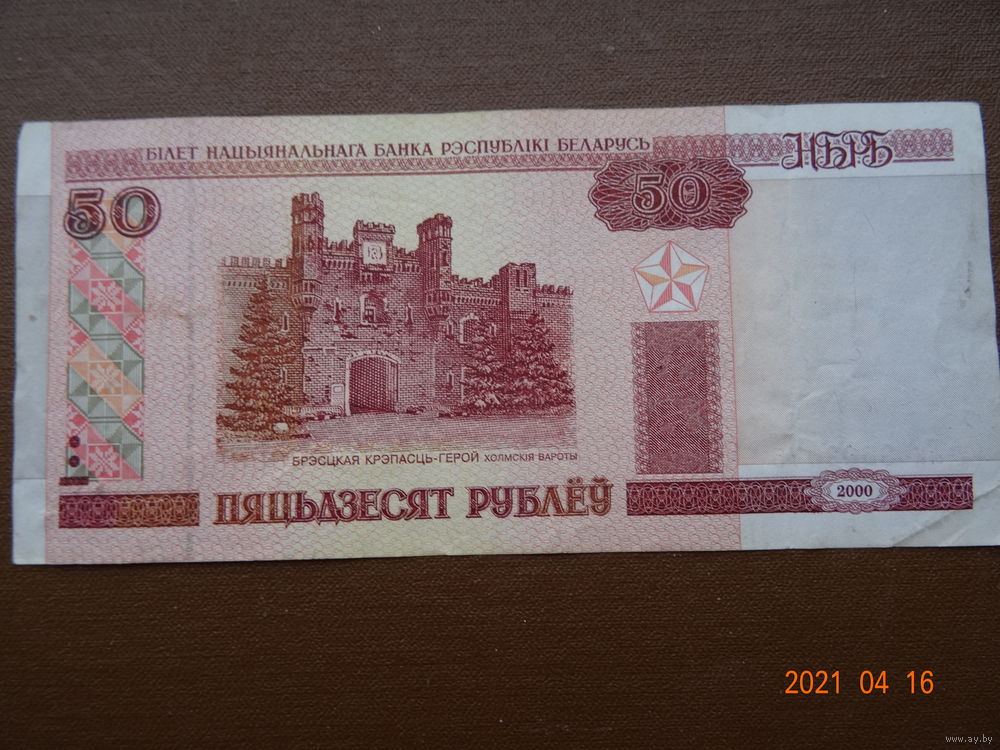 БІЛЕТ НАЦЫЯНАЛЬНАГА БАНКА РЭСПУБЛІКІ БЕЛАРУСЬ
НБРБ
50
50
БРЭСЦКАЯ КРЭПАСЦЬ-ГЕРОЙ ХОЛМСКІЯ ВАРОТЫ
ПЯЦЬДЗЕСЯТ РУБЛЁЎ
2000
2021 04 16
www.ay.by